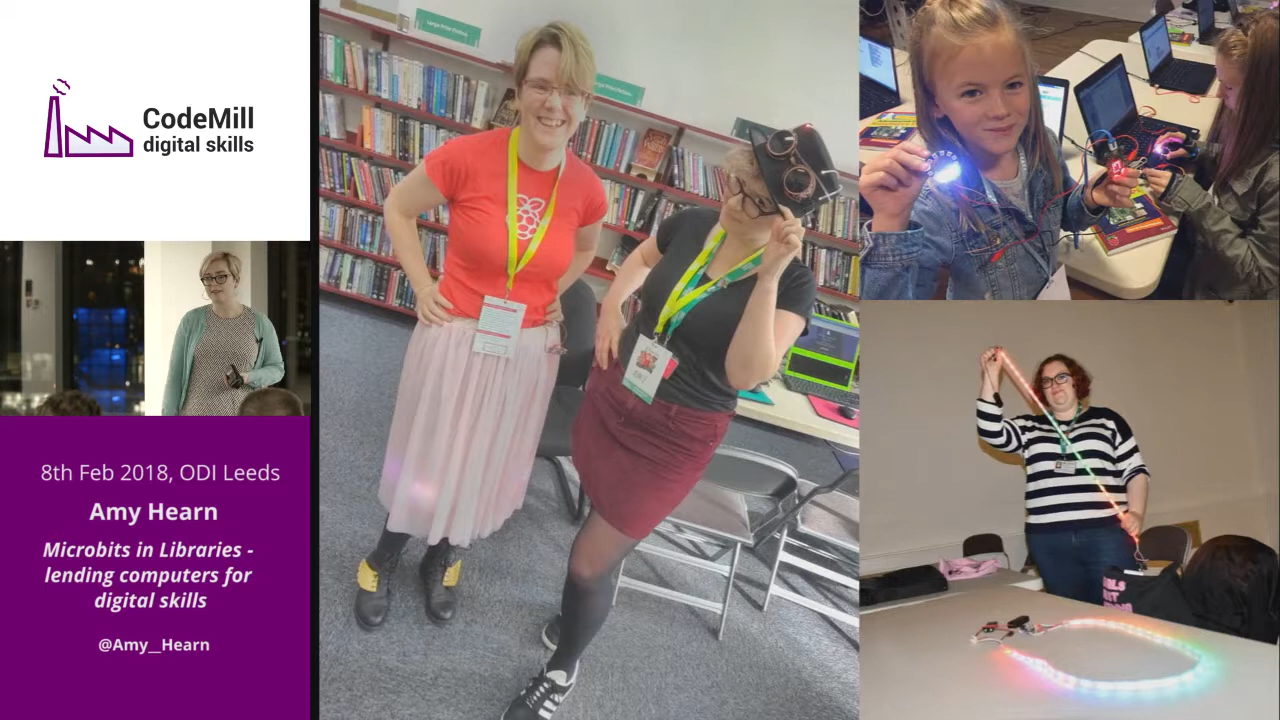 CodeMill
digital skills
8th Feb 2018, ODI Leeds
Amy Hearn
Microbits in Libraries -
lending computers for
digital skills
@Amy__Hearn